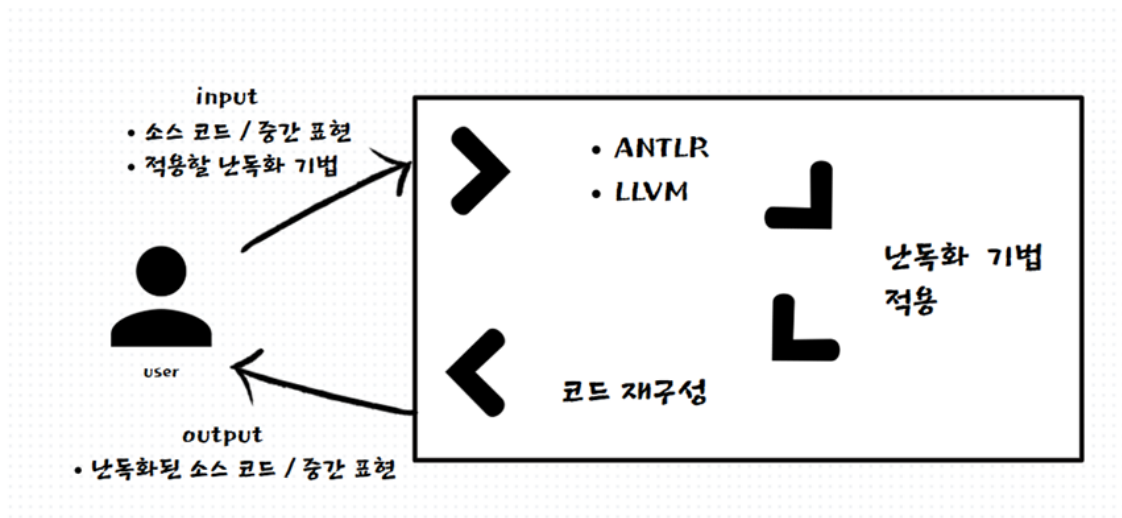 input
• 소스 코드 / 중간 표현
• 적용할 난독화 기법
• ANTLR
• LLVM
난독화 기법
적용
user
코드 재구성
output
• 난독화된 소스 코드 / 중간 표현